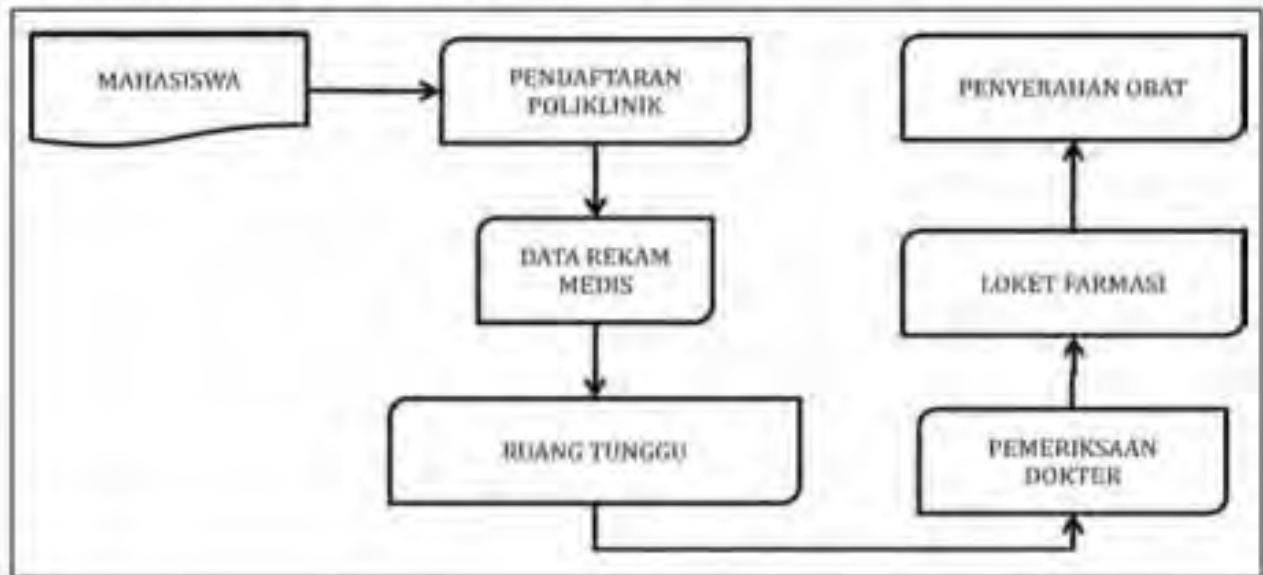 MAHASISWA
PENDAFTARAN
POLIKLINIK
DATA REKAM
MEDIS
RUANG TUNGGU
PEMERIKSAAN
DOKTER
LOKET FARMASI
PENYERAHAN OBAT